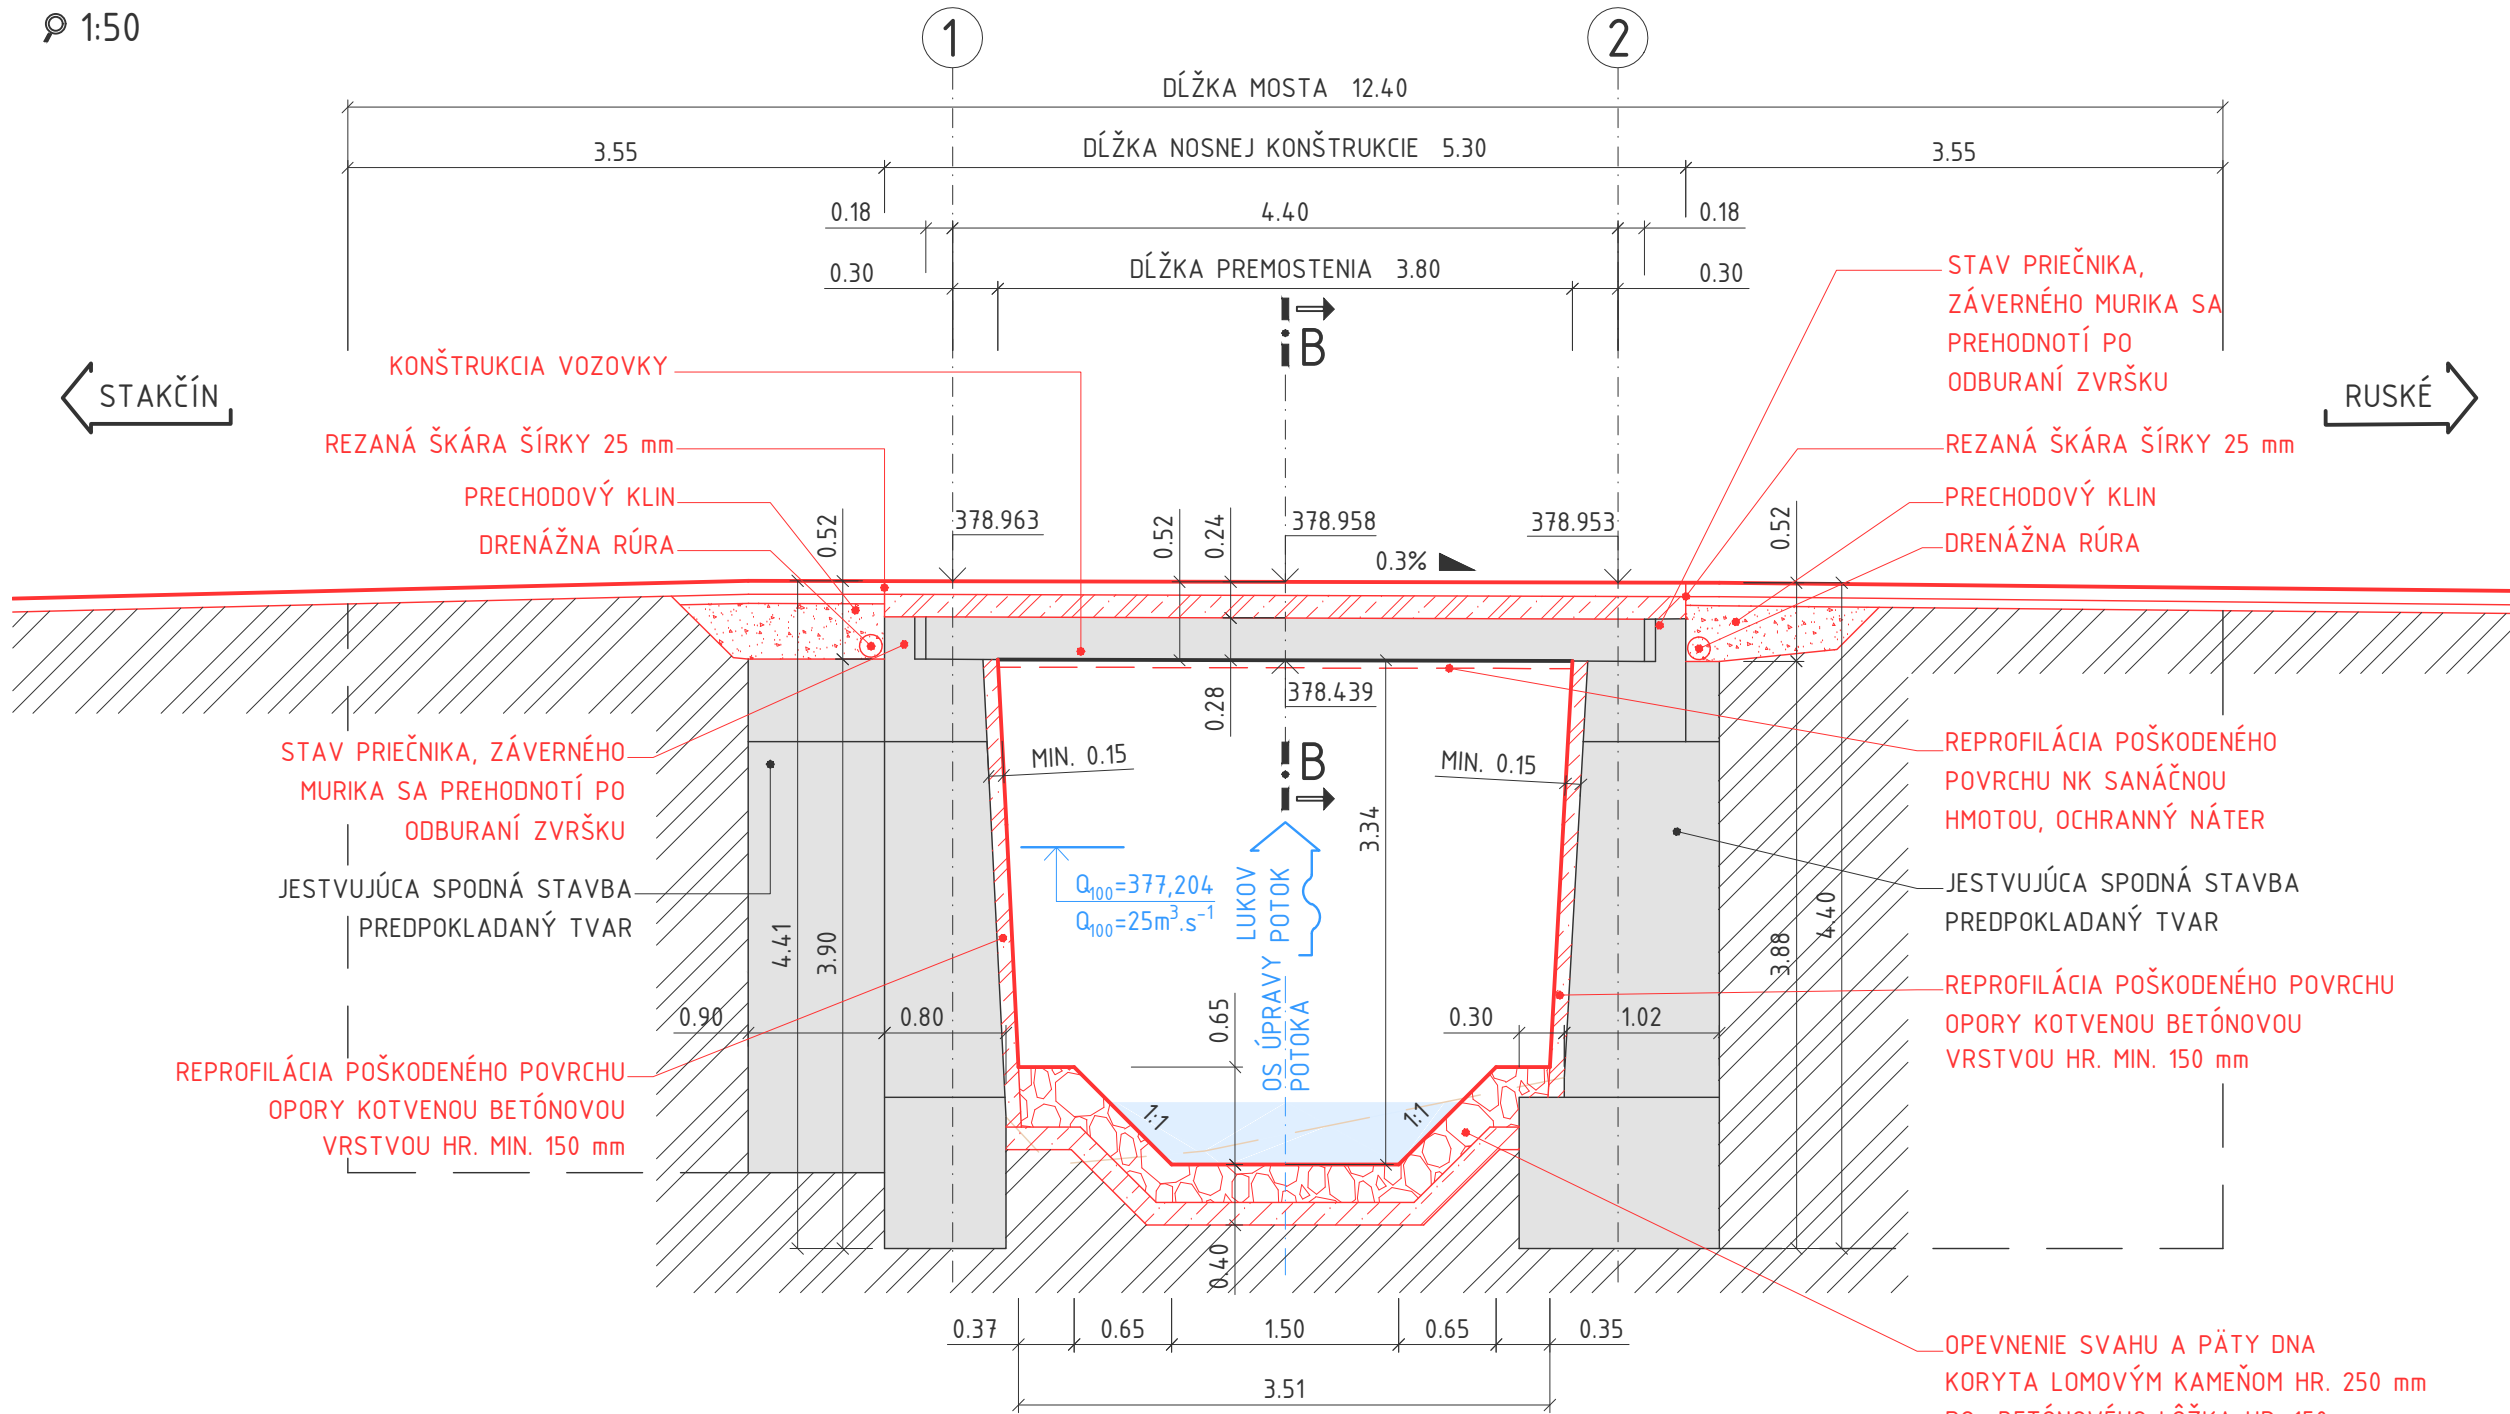 1:50
1
2
DĹŽKA MOSTA 12.40
3.55
DĹŽKA NOSNEJ KONŠTRUKCIE 5.30
3.55
0.18
4.40
0.18
0.30
DĹŽKA PREMOSTENIA 3.80
0.30
B
STAV PRIEČNIKA,
ZÁVERNÉHO MURIKA SA
PREHODNOTÍ PO
ODBURANÍ ZVRŠKU
KONŠTRUKCIA VOZOVKY
STAKČÍN
RUSKÉ
REZANÁ ŠKÁRA ŠÍRKY 25 mm
REZANÁ ŠKÁRA ŠÍRKY 25 mm
PRECHODOVÝ KLIN
PRECHODOVÝ KLIN
DRENÁŽNA RÚRA
DRENÁŽNA RÚRA
0.52
378.963
0.52
0.24
378.958
378.953
0.52
0.3%
378.439
0.28
STAV PRIEČNIKA, ZÁVERNÉHO
MURIKA SA PREHODNOTÍ PO
ODBURANÍ ZVRŠKU
MIN. 0.15
B
MIN. 0.15
REPROFILÁCIA POŠKODENÉHO
POVRCHU NK SANÁČNOU
HMOTOU, OCHRANNÝ NÁTER
3.34
JESTVUJÚCA SPODNÁ STAVBA
PREDPOKLADANÝ TVAR
Q100=377,204
Q100=25m³.s⁻¹
LUKOV
POTOK
JESTVUJÚCA SPODNÁ STAVBA
PREDPOKLADANÝ TVAR
4.41
3.90
3.88
4.40
OS ÚPRAVY
POTOKA
0.90
0.80
0.65
0.30
1.02
REPROFILÁCIA POŠKODENÉHO POVRCHU
OPORY KOTVENOU BETÓNOVOU
VRSTVOU HR. MIN. 150 mm
REPROFILÁCIA POŠKODENÉHO POVRCHU
OPORY KOTVENOU BETÓNOVOU
VRSTVOU HR. MIN. 150 mm
1:1
1:1
0.40
0.37
0.65
1.50
0.65
0.35
3.51
OPEVNENIE SVAHU A PÄTY DNA
KORYTA LOMOVÝM KAMEŇOM HR. 250 mm